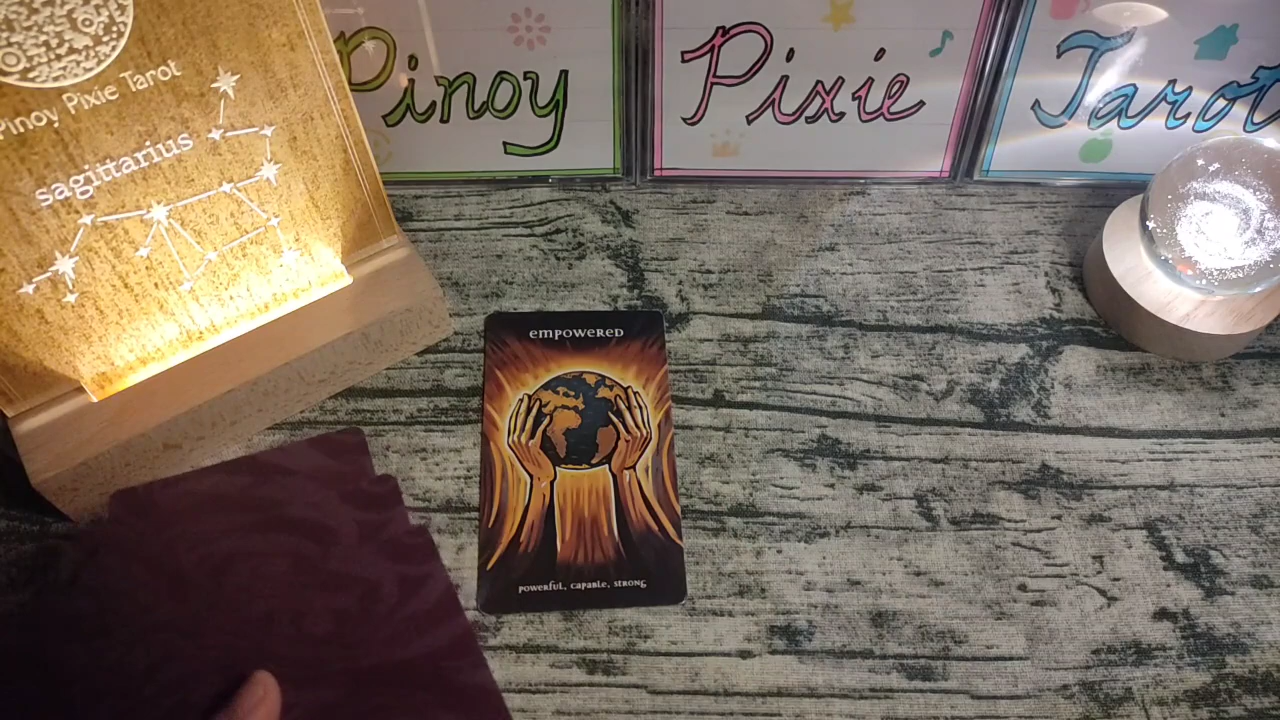 Pinoy Pixie Tarot
sagittarius
Pinoy
Pixie
Tarot
empowered
powerful, capable, strong